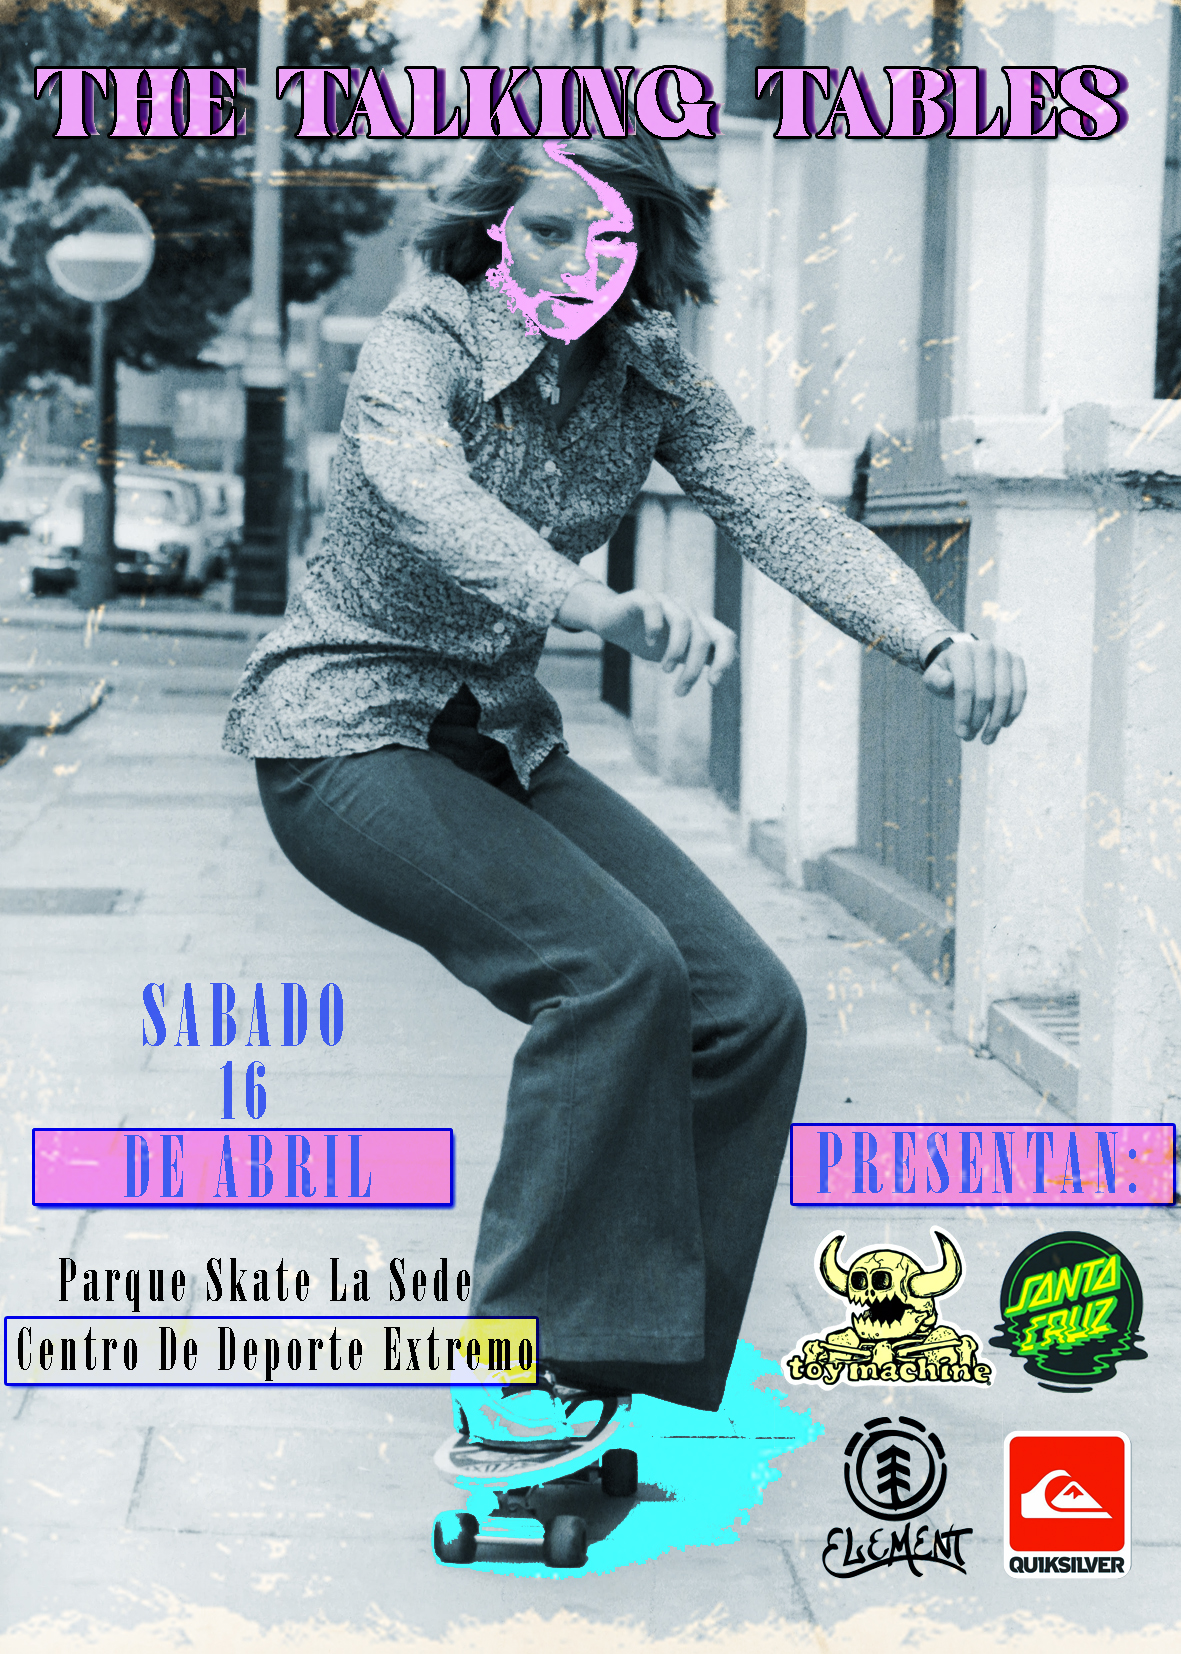 THE TALKING TABLES
SABADO
16
DE ABRIL
PRESENTAN:
Parque Skate La Sede
Centro De Deporte Extremo
toy machine
SANTA
CRUZ
ELEMENT
QUIKSILVER